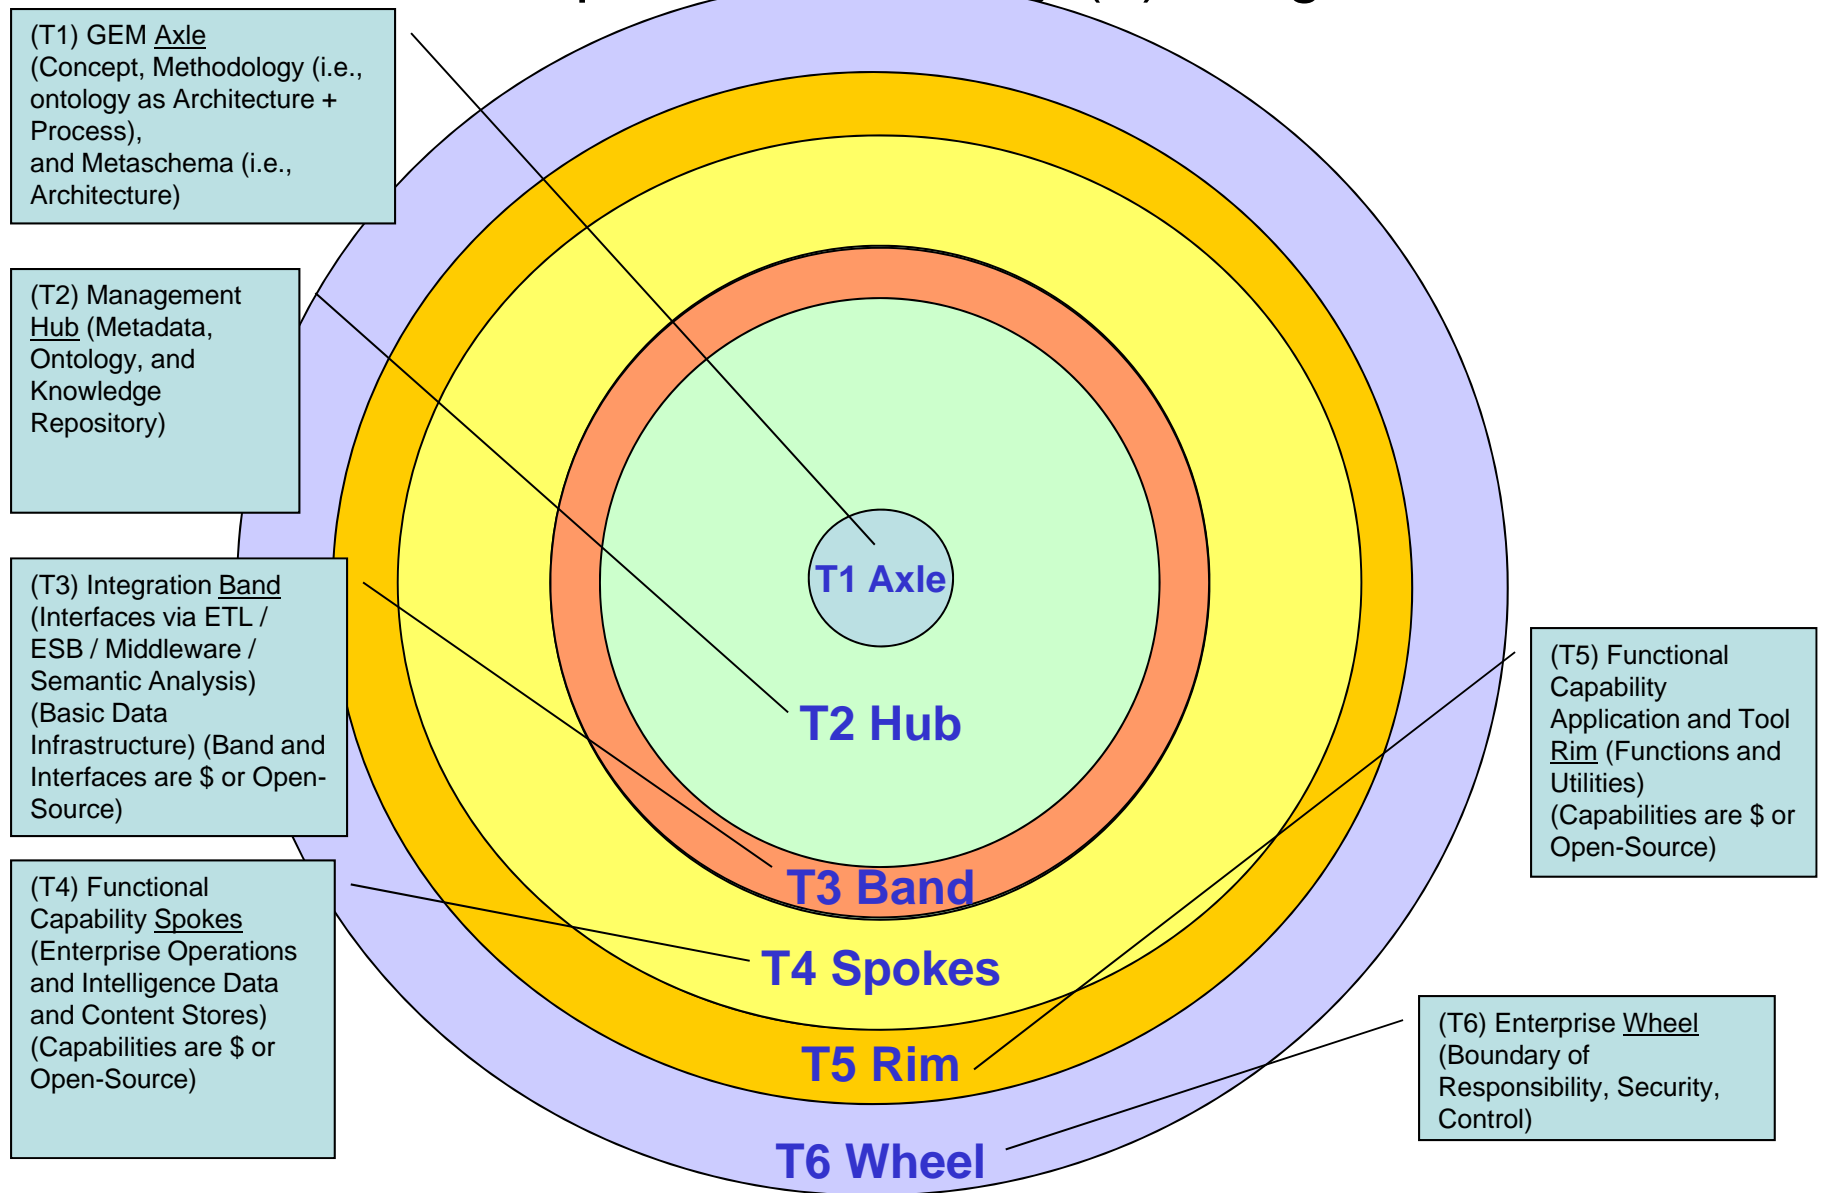 (T1) GEM Axle
(Concept, Methodology (i.e.,
ontology as Architecture +
Process),
and Metaschema (i.e.,
Architecture)
(T2) Management
Hub (Metadata,
Ontology, and
Knowledge
Repository)
(T3) Integration Band
(Interfaces via ETL /
ESB / Middleware /
Semantic Analysis)
(Basic Data
Infrastructure) (Band and
Interfaces are $ or Open-
Source)
(T4) Functional
Capability Spokes
(Enterprise Operations
and Intelligence Data
and Content Stores)
(Capabilities are $ or
Open-Source)
T1 Axle
T2 Hub
T3 Band
T4 Spokes
T5 Rim
T6 Wheel
(T5) Functional
Capability
Application and Tool
Rim (Functions and
Utilities)
(Capabilities are $ or
Open-Source)
(T6) Enterprise Wheel
(Boundary of
Responsibility, Security,
Control)